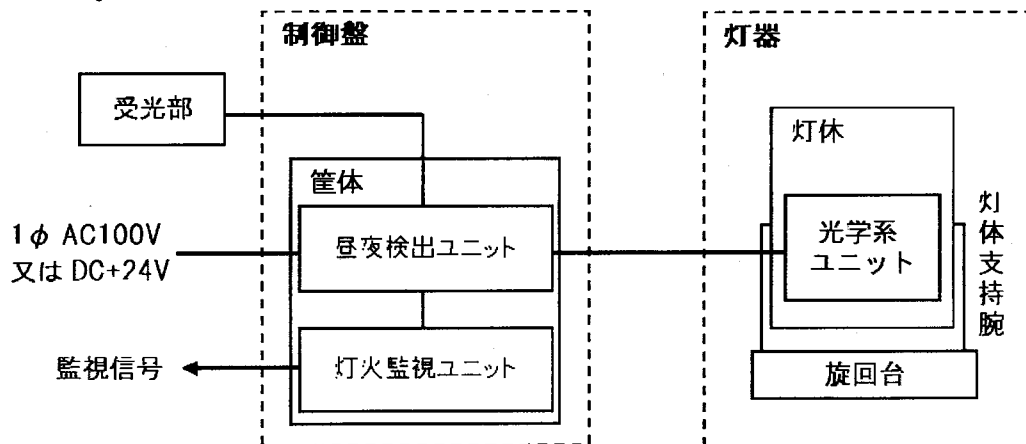 制御盤
灯器
受光部
灯休
筐体
1φ AC100V
又は DC+24V
昼夜検出ユニット
光学系
ユニット
灯体支持腕
監視信号
灯火監視ユニット
旋回台